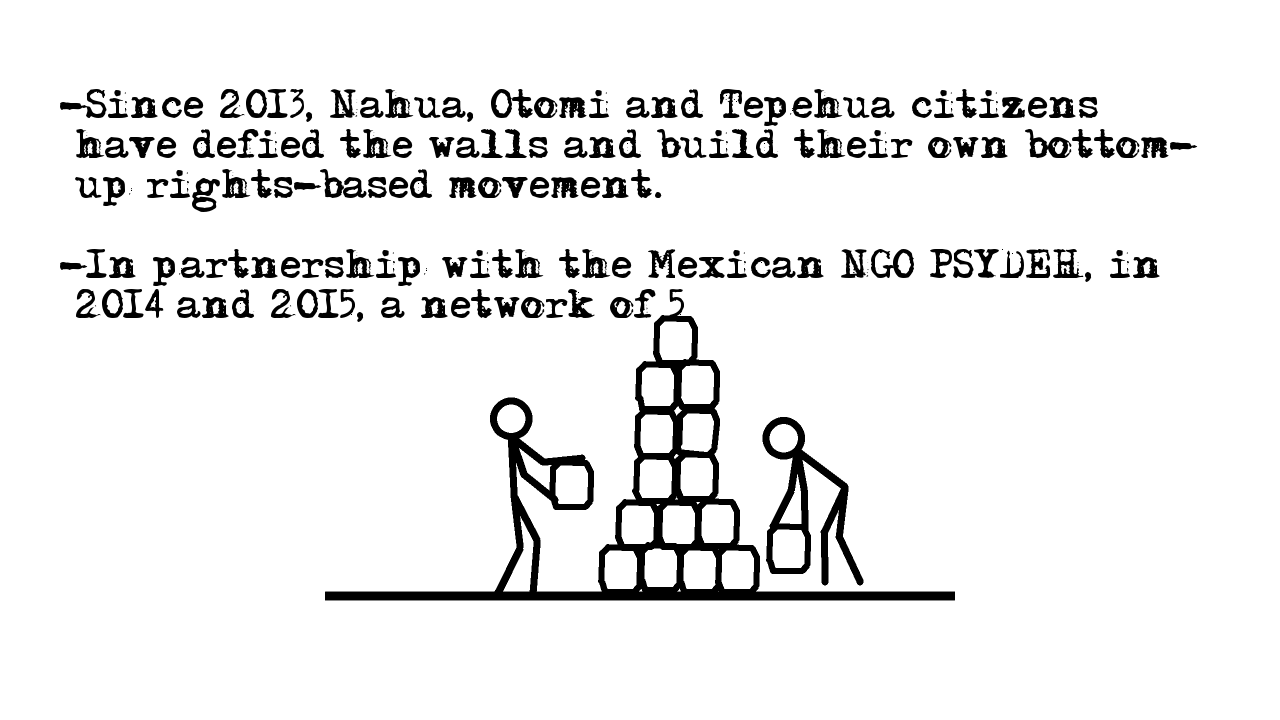 -Since 2013, Nahua, Otomi and Tepehua citizens
have defied the walls and build their own bottom-
up rights-based movement.
-In partnership with the Mexican NGO PSYDEH, in
2014 and 2015, a network of 5